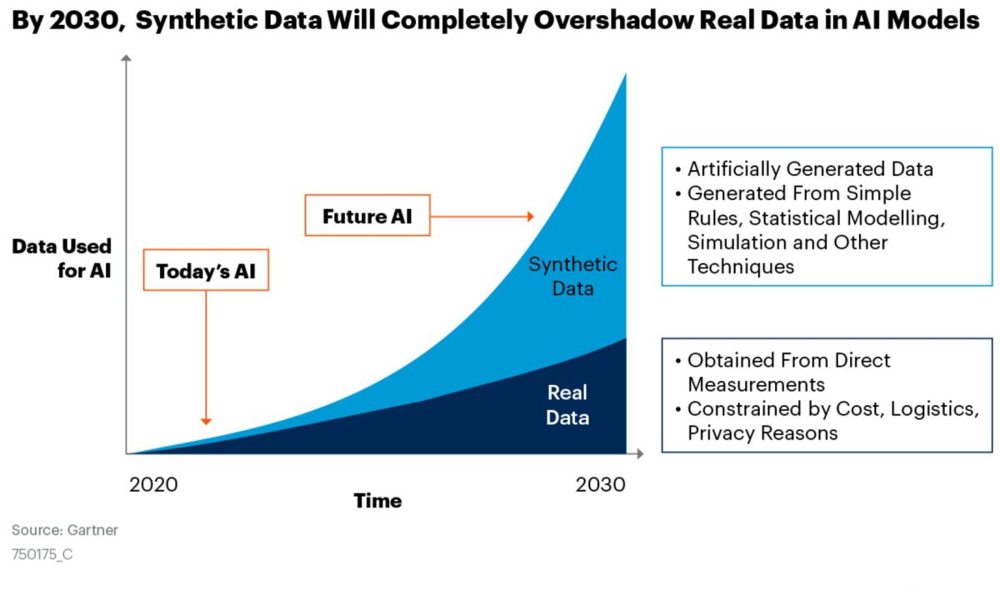 By 2030, Synthetic Data Will Completely Overshadow Real Data in AI Models
Data Used
for AI
Today's AI
Future AI
Synthetic
Data
Real
Data
• Artificially Generated Data
• Generated From Simple
Rules, Statistical Modelling,
Simulation and Other
Techniques
• Obtained From Direct
Measurements
• Constrained by Cost, Logistics,
Privacy Reasons
2020
2030
Time
Source: Gartner
750175_C